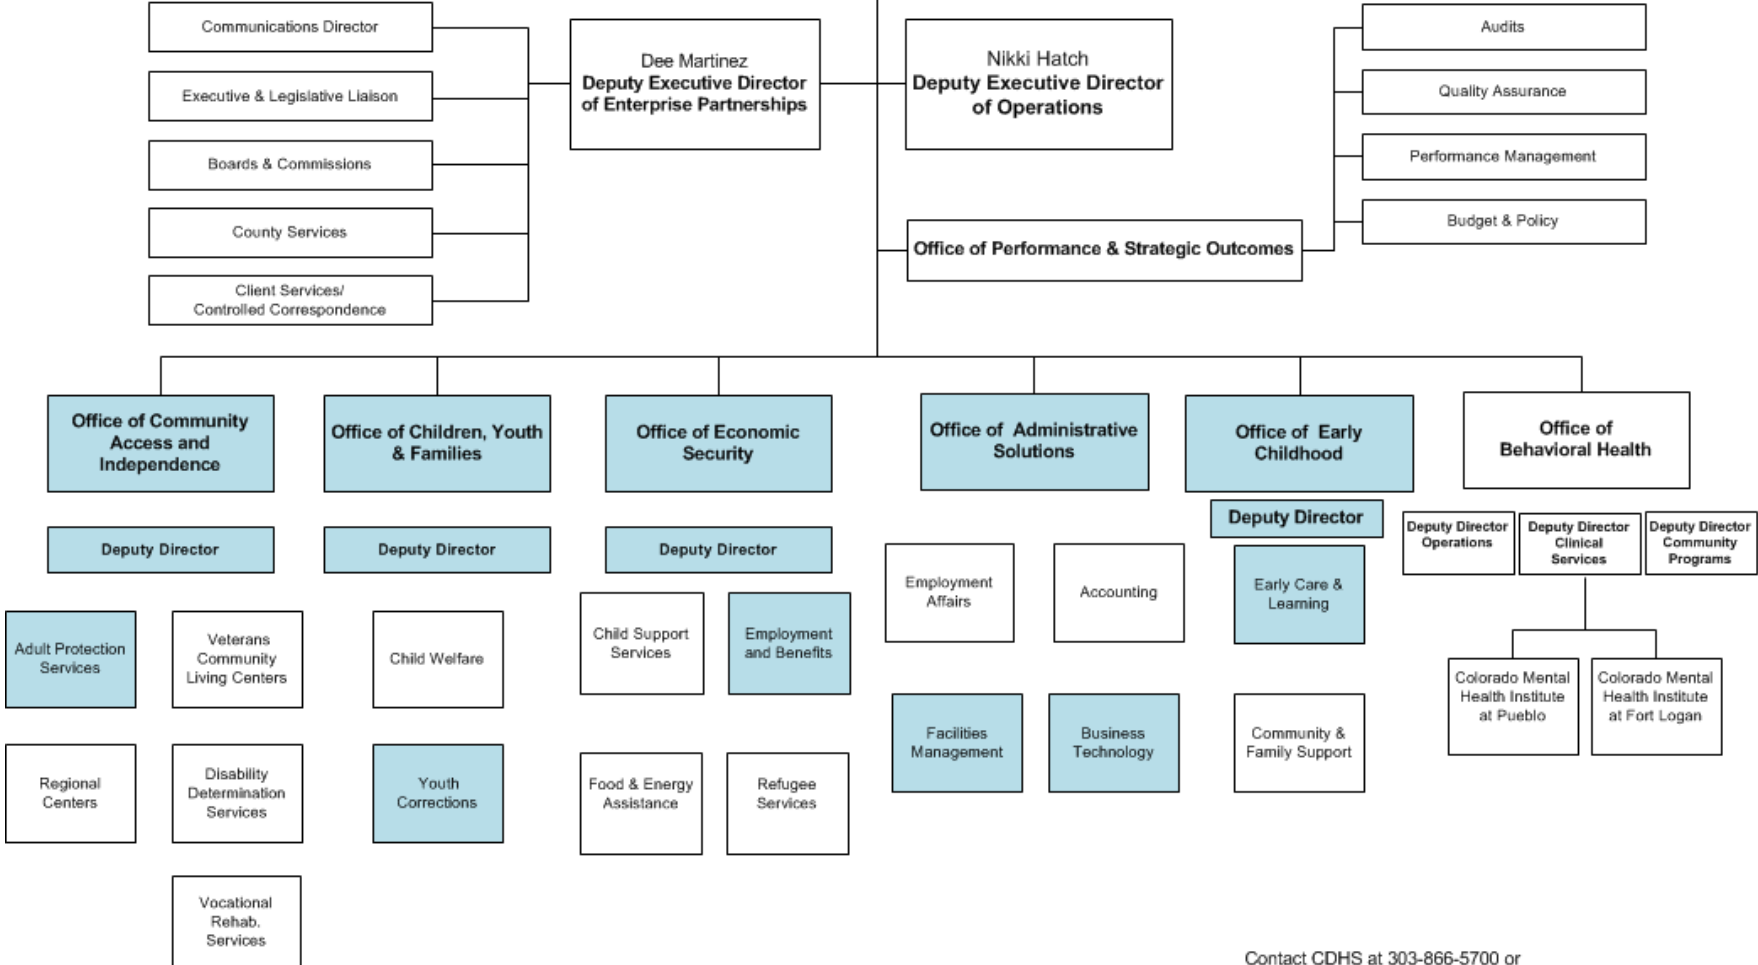 Communications Director
Executive & Legislative Liaison
Boards & Commissions
County Services
Client Services/
Controlled Correspondence
Dee Martinez
Deputy Executive Director
of Enterprise Partnerships
Nikki Hatch
Deputy Executive Director
of Operations
Audits
Quality Assurance
Performance Management
Budget & Policy
Office of Performance & Strategic Outcomes
Office of Community
Access and
Independence
Deputy Director
Adult Protection
Services
Veterans
Community
Living Centers
Regional
Centers
Disability
Determination
Services
Vocational
Rehab.
Services
Office of Children, Youth
& Families
Deputy Director
Child Welfare
Youth
Corrections
Office of Economic
Security
Deputy Director
Child Support
Services
Employment
and Benefits
Food & Energy
Assistance
Refugee
Services
Office of Administrative
Solutions
Employment
Affairs
Accounting
Facilities
Management
Business
Technology
Office of Early
Childhood
Deputy Director
Early Care &
Learning
Community &
Family Support
Office of
Behavioral Health
Deputy Director
Operations
Deputy Director
Clinical
Services
Deputy Director
Community
Programs
Colorado Mental
Health Institute
at Pueblo
Colorado Mental
Health Institute
at Fort Logan
Contact CDHS at 303-866-5700 or